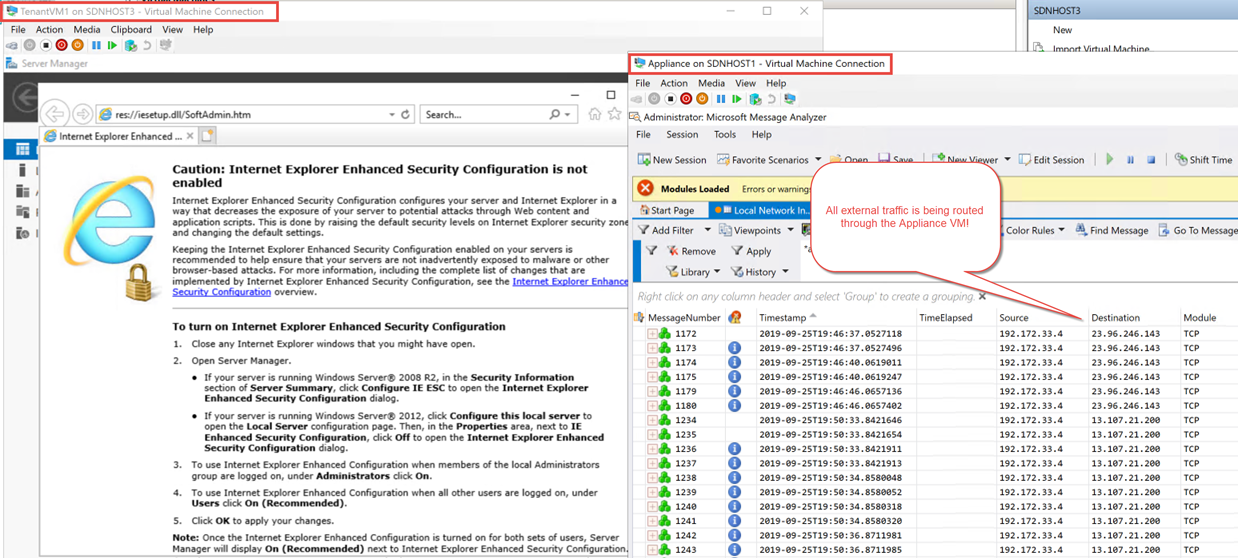 TenantVM1 on SDNHOST3 - Virtual Machine Connection
File Action Media Clipboard View Help
Server Manager
res://iesetup.dll/SoftAdmin.htm
Search...
Internet Explorer Enhanced ...
Caution: Internet Explorer Enhanced Security Configuration is not
enabled
Internet Explorer Enhanced Security Configuration configures your server and Internet Explorer in a
way that decreases the exposure of your server to potential attacks through Web content and
application scripts. This is done by raising the default security levels on Internet Explorer security zone
and changing the default settings.
Keeping the Internet Explorer Enhanced Security Configuration enabled on your servers is
recommended to help ensure that your servers are not inadvertently exposed to malware or other
browser-based attacks. For more information, including the complete list of changes that are
implemented by Internet Explorer Enhanced Security Configuration, see the Internet Explorer Enhance
Security Configuration overview.
To turn on Internet Explorer Enhanced Security Configuration
1. Close any Internet Explorer windows that you might have open.
2. Open Server Manager.
• If your server is running Windows Server® 2008 R2, in the Security Information
section of Server Summary, click Configure IE ESC to open the Internet Explorer
Enhanced Security Configuration dialog.
• If your server is running Windows Server® 2012, click Configure this local server to
open the Local Server configuration page. Then, in the Properties area, next to IE
Enhanced Security Configuration, click Off to open the Internet Explorer Enhanced
Security Configuration dialog.
3. To use Internet Explorer Enhanced Configuration when members of the local Administrators
group are logged on, under Administrators click On.
4. To use Internet Explorer Enhanced Configuration when all other users are logged on, under
Users click On (Recommended).
5. Click OK to apply your changes.
Note: Once the Internet Explorer Enhanced Configuration is turned on for both sets of users, Server
Manager will display On (Recommended) next to Internet Explorer Enhanced Security Configuration.
SDNHOST3
New
Import Virtual Machine...
Appliance on SDNHOST1 - Virtual Machine Connection
File Action Media View Help
Administrator: Microsoft Message Analyzer
File Session Tools Help
New Session Favorite Scenarios Open Save New Viewer Edit Session Shift Time
Modules Loaded Errors or warning
Start Page Local Network In...
Add Filter Viewpoints Color Rules Find Message Go To Message
Remove Apply
Library History
All external traffic is being routed
through the Appliance VM!
Right click on any column header and select 'Group' to create a grouping.
MessageNumber Timestamp TimeElapsed Source Destination Module
1172 2019-09-25T19:46:37.0527118 192.172.33.4 23.96.246.143 TCP
1173 2019-09-25T19:46:37.0527496 192.172.33.4 23.96.246.143 TCP
1174 2019-09-25T19:46:40.0619011 192.172.33.4 23.96.246.143 TCP
1175 2019-09-25T19:46:40.0619247 192.172.33.4 23.96.246.143 TCP
1179 2019-09-25T19:46:46.0657136 192.172.33.4 23.96.246.143 TCP
1180 2019-09-25T19:46:46.0657402 192.172.33.4 23.96.246.143 TCP
1234 2019-09-25T19:50:33.8421646 192.172.33.4 13.107.21.200 TCP
1235 2019-09-25T19:50:33.8421654 192.172.33.4 13.107.21.200 TCP
1236 2019-09-25T19:50:33.8421911 192.172.33.4 13.107.21.200 TCP
1237 2019-09-25T19:50:33.8421913 192.172.33.4 13.107.21.200 TCP
1238 2019-09-25T19:50:34.8580048 192.172.33.4 13.107.21.200 TCP
1239 2019-09-25T19:50:34.8580052 192.172.33.4 13.107.21.200 TCP
1240 2019-09-25T19:50:34.8580318 192.172.33.4 13.107.21.200 TCP
1241 2019-09-25T19:50:34.8580320 192.172.33.4 13.107.21.200 TCP
1242 2019-09-25T19:50:36.8711981 192.172.33.4 13.107.21.200 TCP
1243 2019-09-25T19:50:36.8711985 192.172.33.4 13.107.21.200 TCP